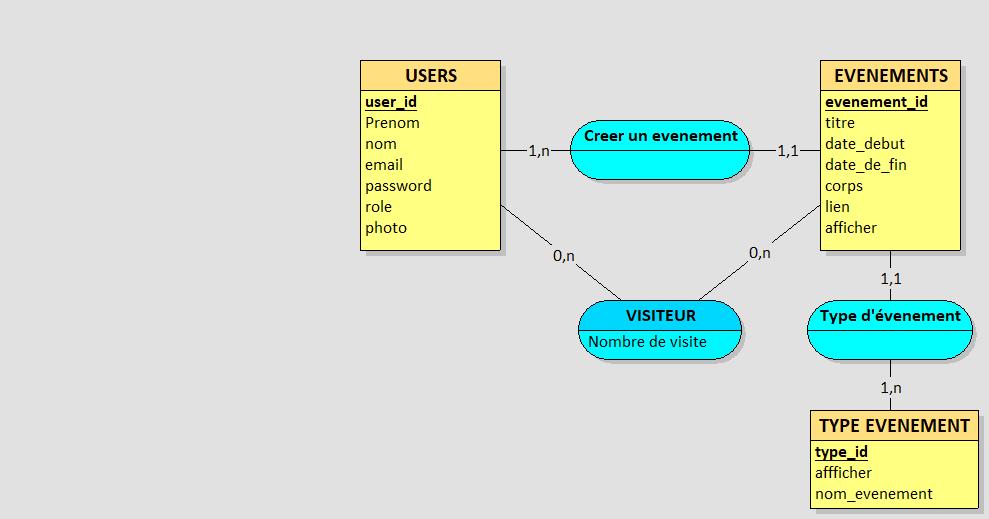 USERS
user_id
Prenom
nom
email
password
role
photo
1,n
Creer un evenement
1,1
EVENEMENTS
evenement_id
titre
date_debut
date_de_fin
corps
lien
afficher
0,n
0,n
VISITEUR
Nombre de visite
1,1
Type d'évenement
1,n
TYPE EVENEMENT
type_id
affficher
nom_evenement